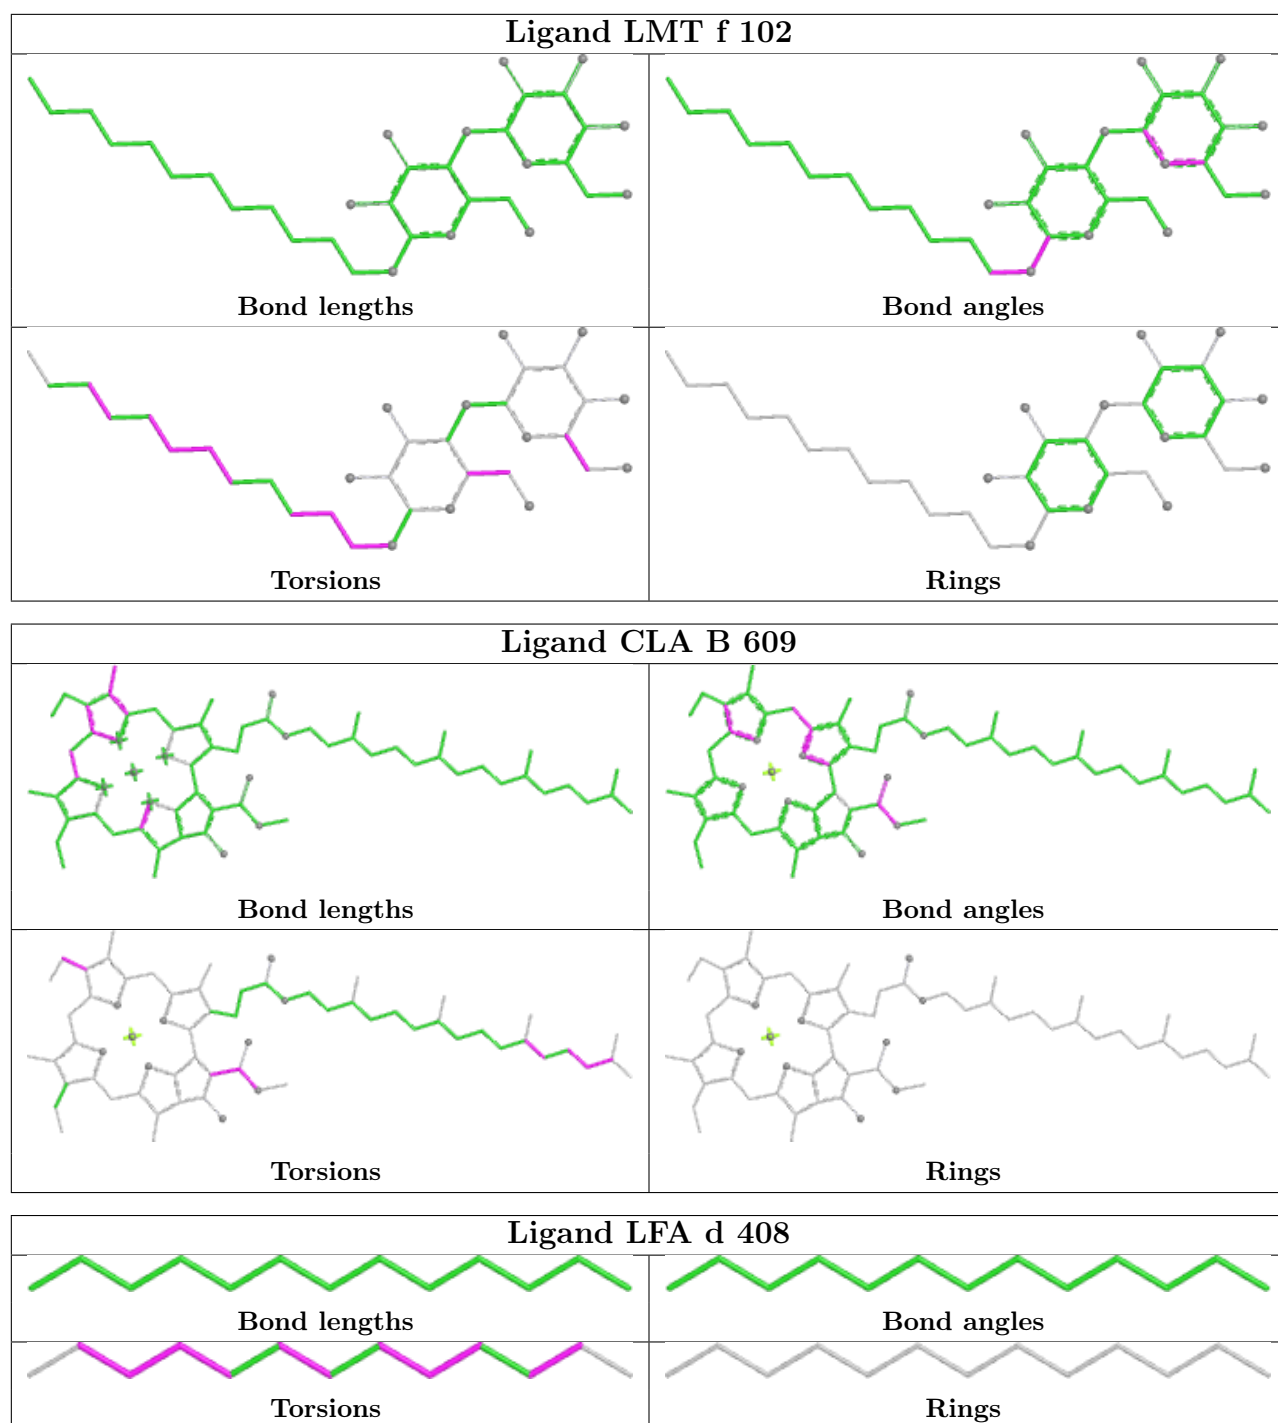 Ligand LMT f 102
Bond lengths
Bond angles
Torsions
Rings
Ligand CLA B 609
Bond lengths
Bond angles
Torsions
Rings
Ligand LFA d 408
Bond lengths
Bond angles
Torsions
Rings